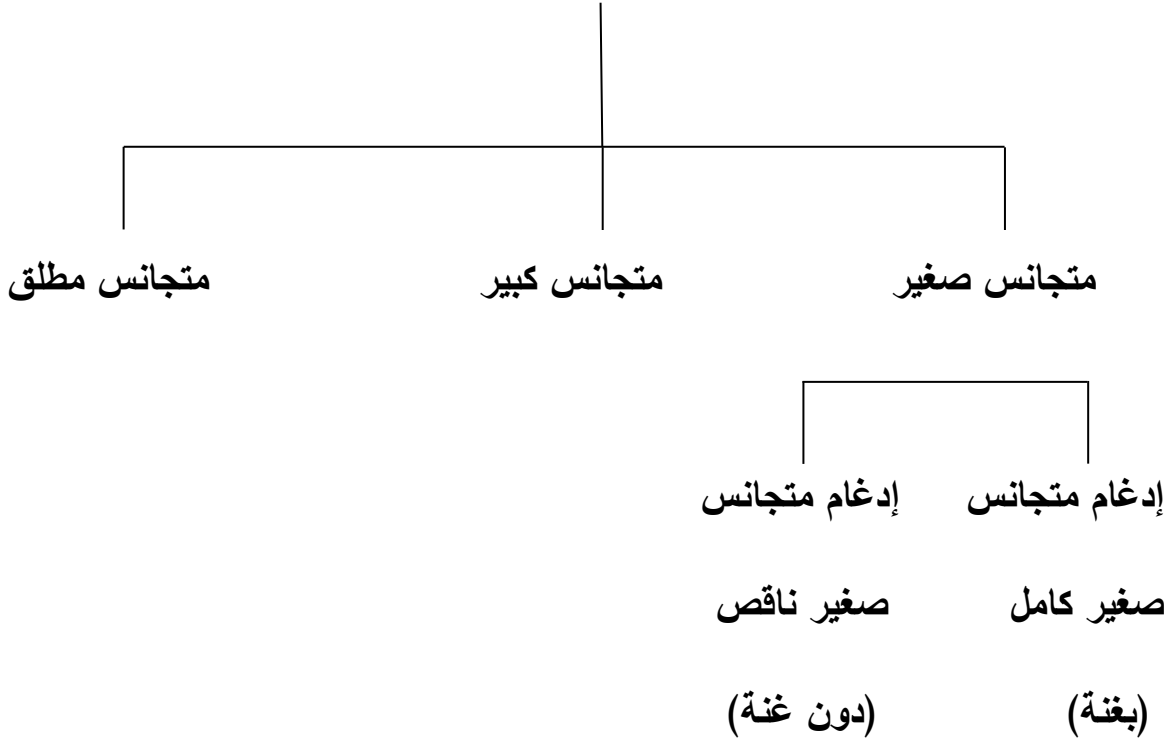 متجانس صغير متجانس كبير متجانس مطلق
إدغام متجانس إدغام متجانس
صغير كامل صغير ناقص
(بغنة) (دون غنة)